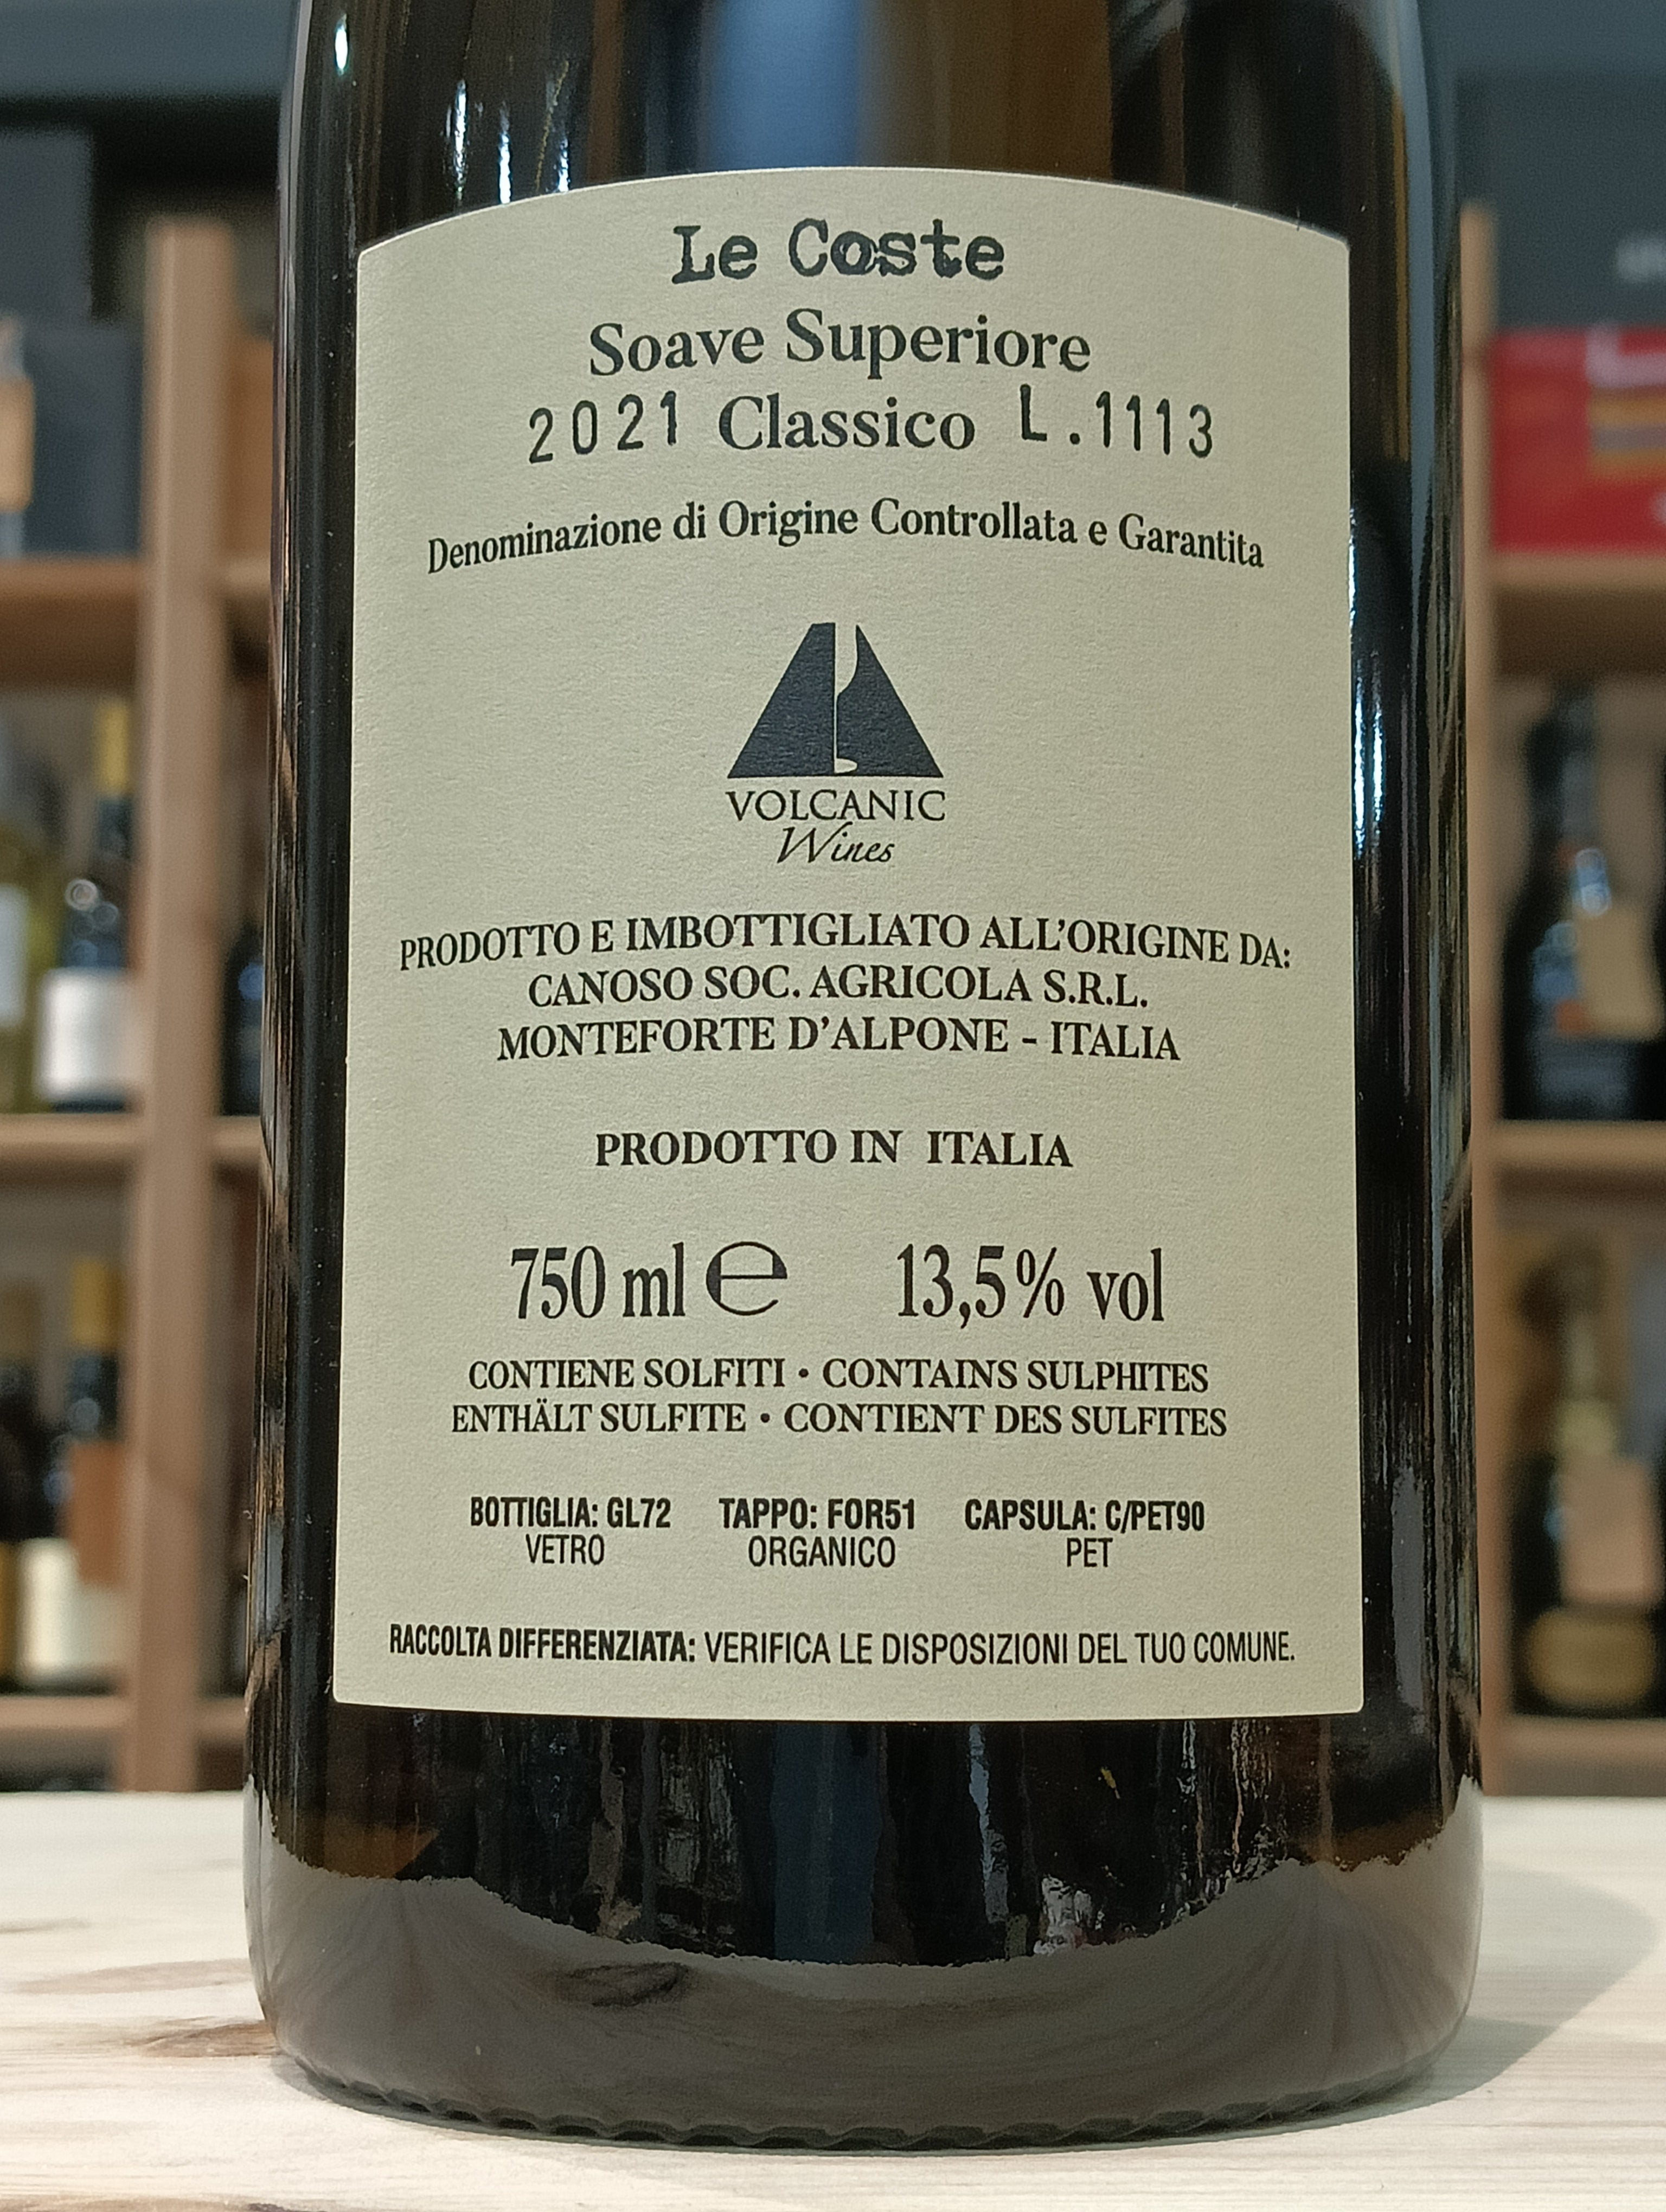 Le Coste
Soave Superiore
2021 Classico L.1113
Denominazione di Origine Controllata e Garantita
VOLCANIC
Wines
PRODOTTO E IMBOTTIGLIATO ALL'ORIGINE DA:
CANOSO SOC. AGRICOLA S.R.L.
MONTEFORTE D'ALPONE - ITALIA
PRODOTTO IN ITALIA
750 ml ℮ 13,5% vol
CONTIENE SOLFITI • CONTAINS SULPHITES
ENTHÄLT SULFITE • CONTIENT DES SULFITES
BOTTIGLIA: GL72 TAPPO: FOR51 CAPSULA: C/PET90
VETRO ORGANICO PET
RACCOLTA DIFFERENZIATA: VERIFICA LE DISPOSIZIONI DEL TUO COMUNE.